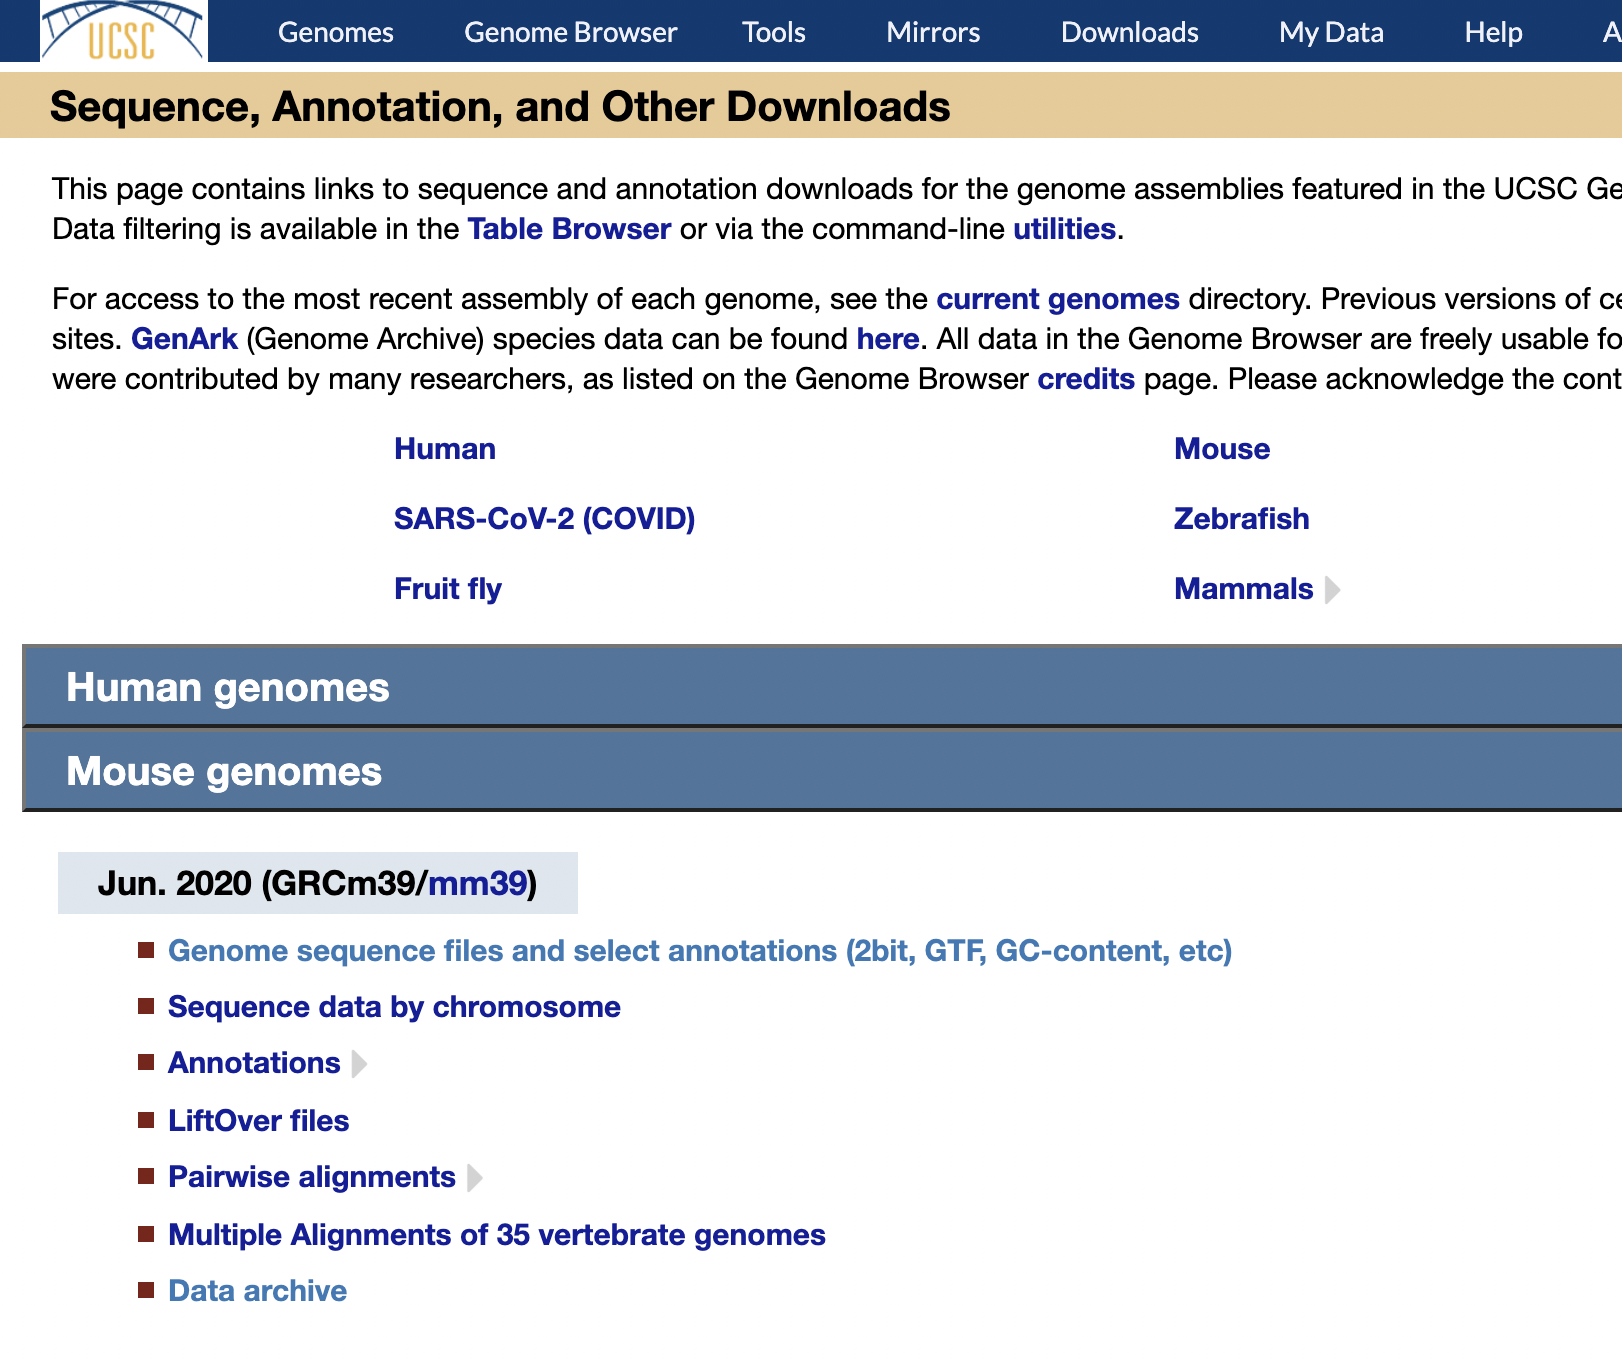 UCSC
Genomes Genome Browser Tools Mirrors Downloads My Data Help
Sequence, Annotation, and Other Downloads
This page contains links to sequence and annotation downloads for the genome assemblies featured in the UCSC Ge
Data filtering is available in the Table Browser or via the command-line utilities.
For access to the most recent assembly of each genome, see the current genomes directory. Previous versions of ce
sites. GenArk (Genome Archive) species data can be found here. All data in the Genome Browser are freely usable fo
were contributed by many researchers, as listed on the Genome Browser credits page. Please acknowledge the cont
Human Mouse
SARS-CoV-2 (COVID) Zebrafish
Fruit fly Mammals
Human genomes
Mouse genomes
Jun. 2020 (GRCm39/mm39)
Genome sequence files and select annotations (2bit, GTF, GC-content, etc)
Sequence data by chromosome
Annotations
LiftOver files
Pairwise alignments
Multiple Alignments of 35 vertebrate genomes
Data archive